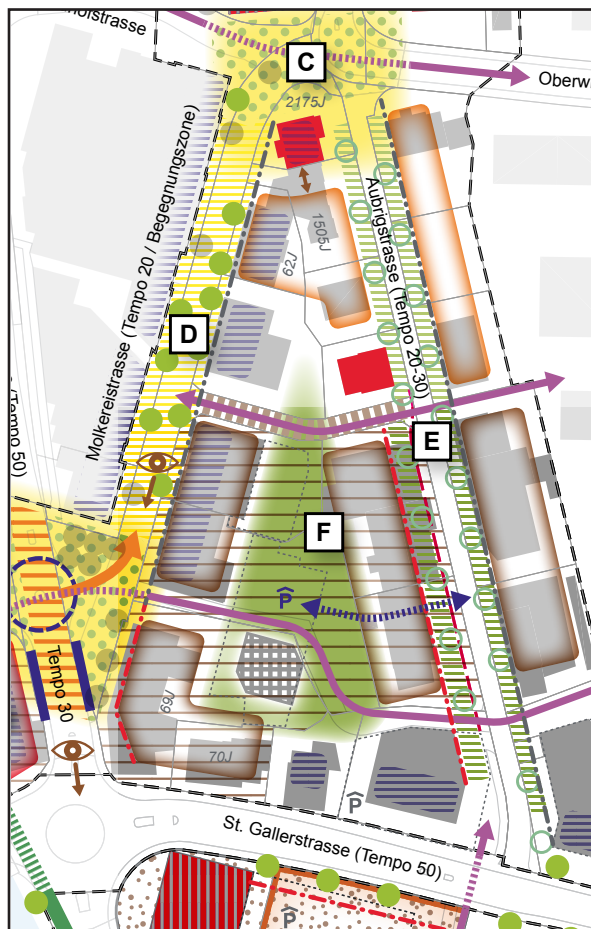 C
Oberwi
2175J
Molkereistrasse (Tempo 20 / Begegnungszone)
Aubrigstrasse (Tempo 20-30)
1505J
62J
D
E
(Tempo 50)
F
P
Tempo 30
69J
70J
P
St. Gallerstrasse (Tempo 50)
P